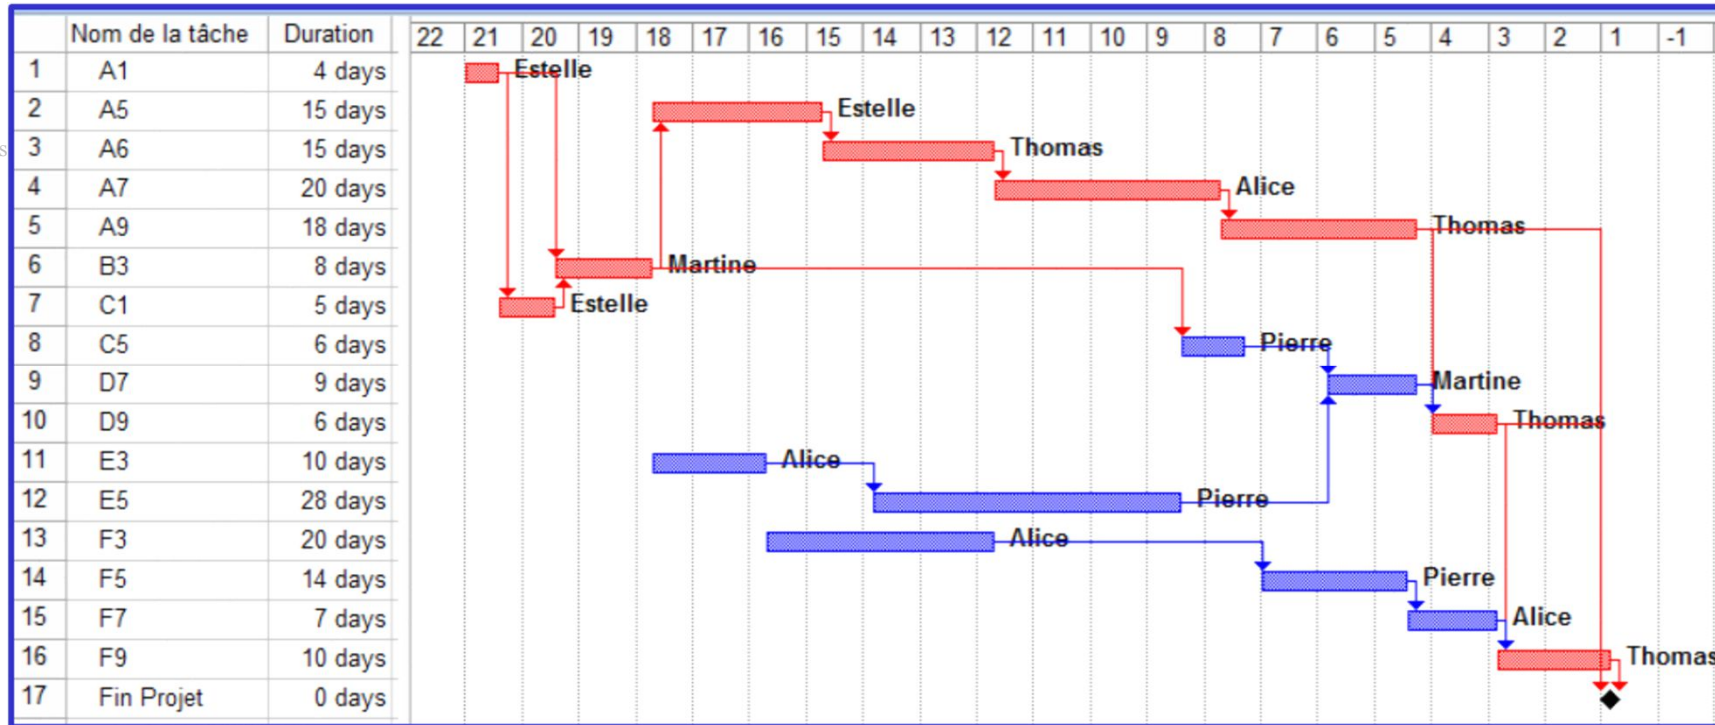 Nom de la tâche Duration 22 21 20 19 18 17 16 15 14 13 12 11 10 9 8 7 6 5 4 3 2 1 -1
1 A1 4 days Estelle
2 A5 15 days Estelle
3 A6 15 days Thomas
4 A7 20 days Alice
5 A9 18 days Thomas
6 B3 8 days Martine
7 C1 5 days Estelle
8 C5 6 days Pierre
9 D7 9 days Martine
10 D9 6 days Thomas
11 E3 10 days Alice
12 E5 28 days Pierre
13 F3 20 days Alice
14 F5 14 days Pierre
15 F7 7 days Alice
16 F9 10 days Thomas
17 Fin Projet 0 days